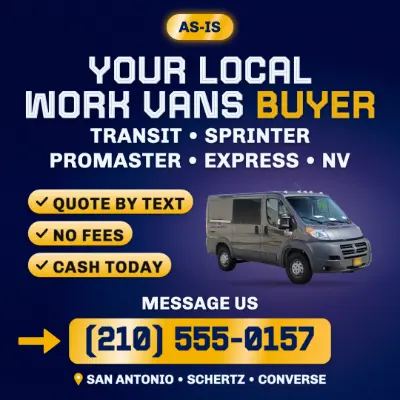 AS-IS
YOUR LOCAL
WORK VANS BUYER
TRANSIT • SPRINTER
PROMASTER • EXPRESS • NV
QUOTE BY TEXT
NO FEES
CASH TODAY
MESSAGE US
(210) 555-0157
SAN ANTONIO • SCHERTZ • CONVERSE